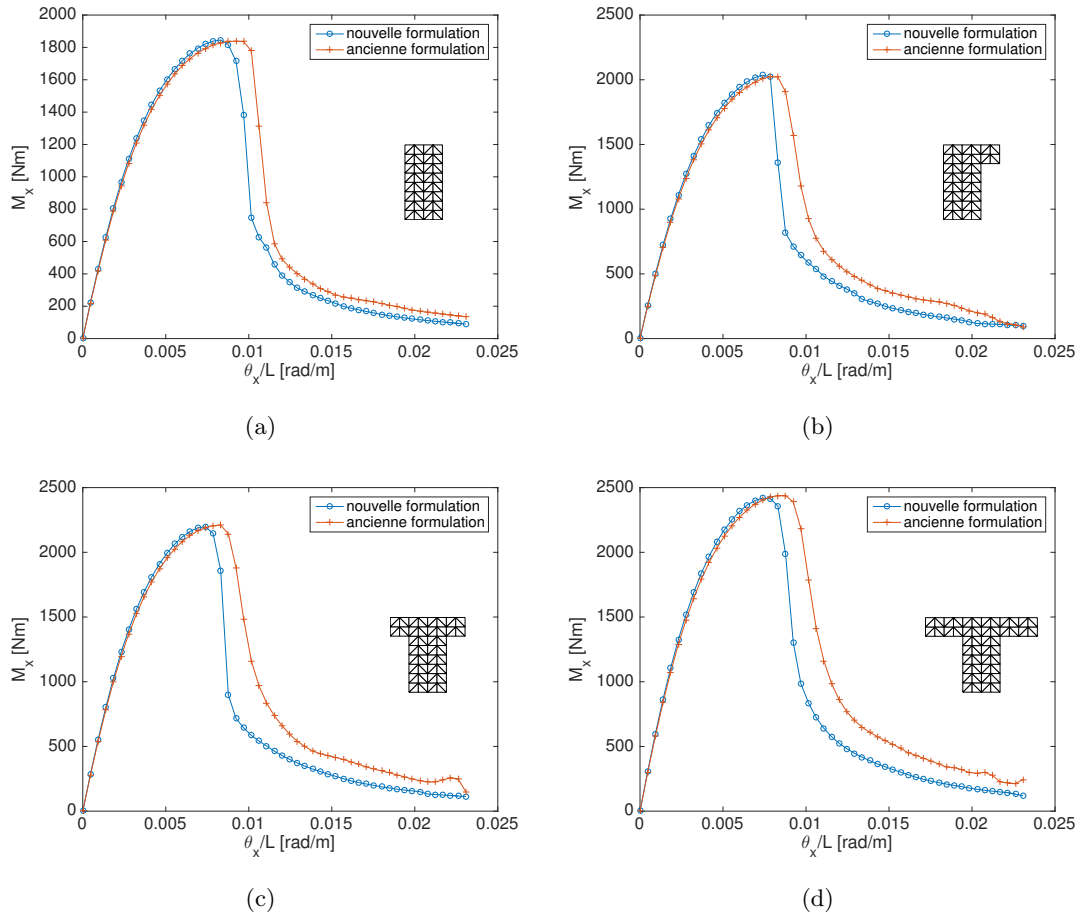 nouvelle formulation
ancienne formulation
M_x [Nm]
2000
1800
1600
1400
1200
1000
800
600
400
200
0
0
0.005
0.01
0.015
0.02
0.025
θ_x/L [rad/m]
(a)
nouvelle formulation
ancienne formulation
M_x [Nm]
2500
2000
1500
1000
500
0
0
0.005
0.01
0.015
0.02
0.025
θ_x/L [rad/m]
(b)
nouvelle formulation
ancienne formulation
M_x [Nm]
2500
2000
1500
1000
500
0
0
0.005
0.01
0.015
0.02
0.025
θ_x/L [rad/m]
(c)
nouvelle formulation
ancienne formulation
M_x [Nm]
2500
2000
1500
1000
500
0
0
0.005
0.01
0.015
0.02
0.025
θ_x/L [rad/m]
(d)